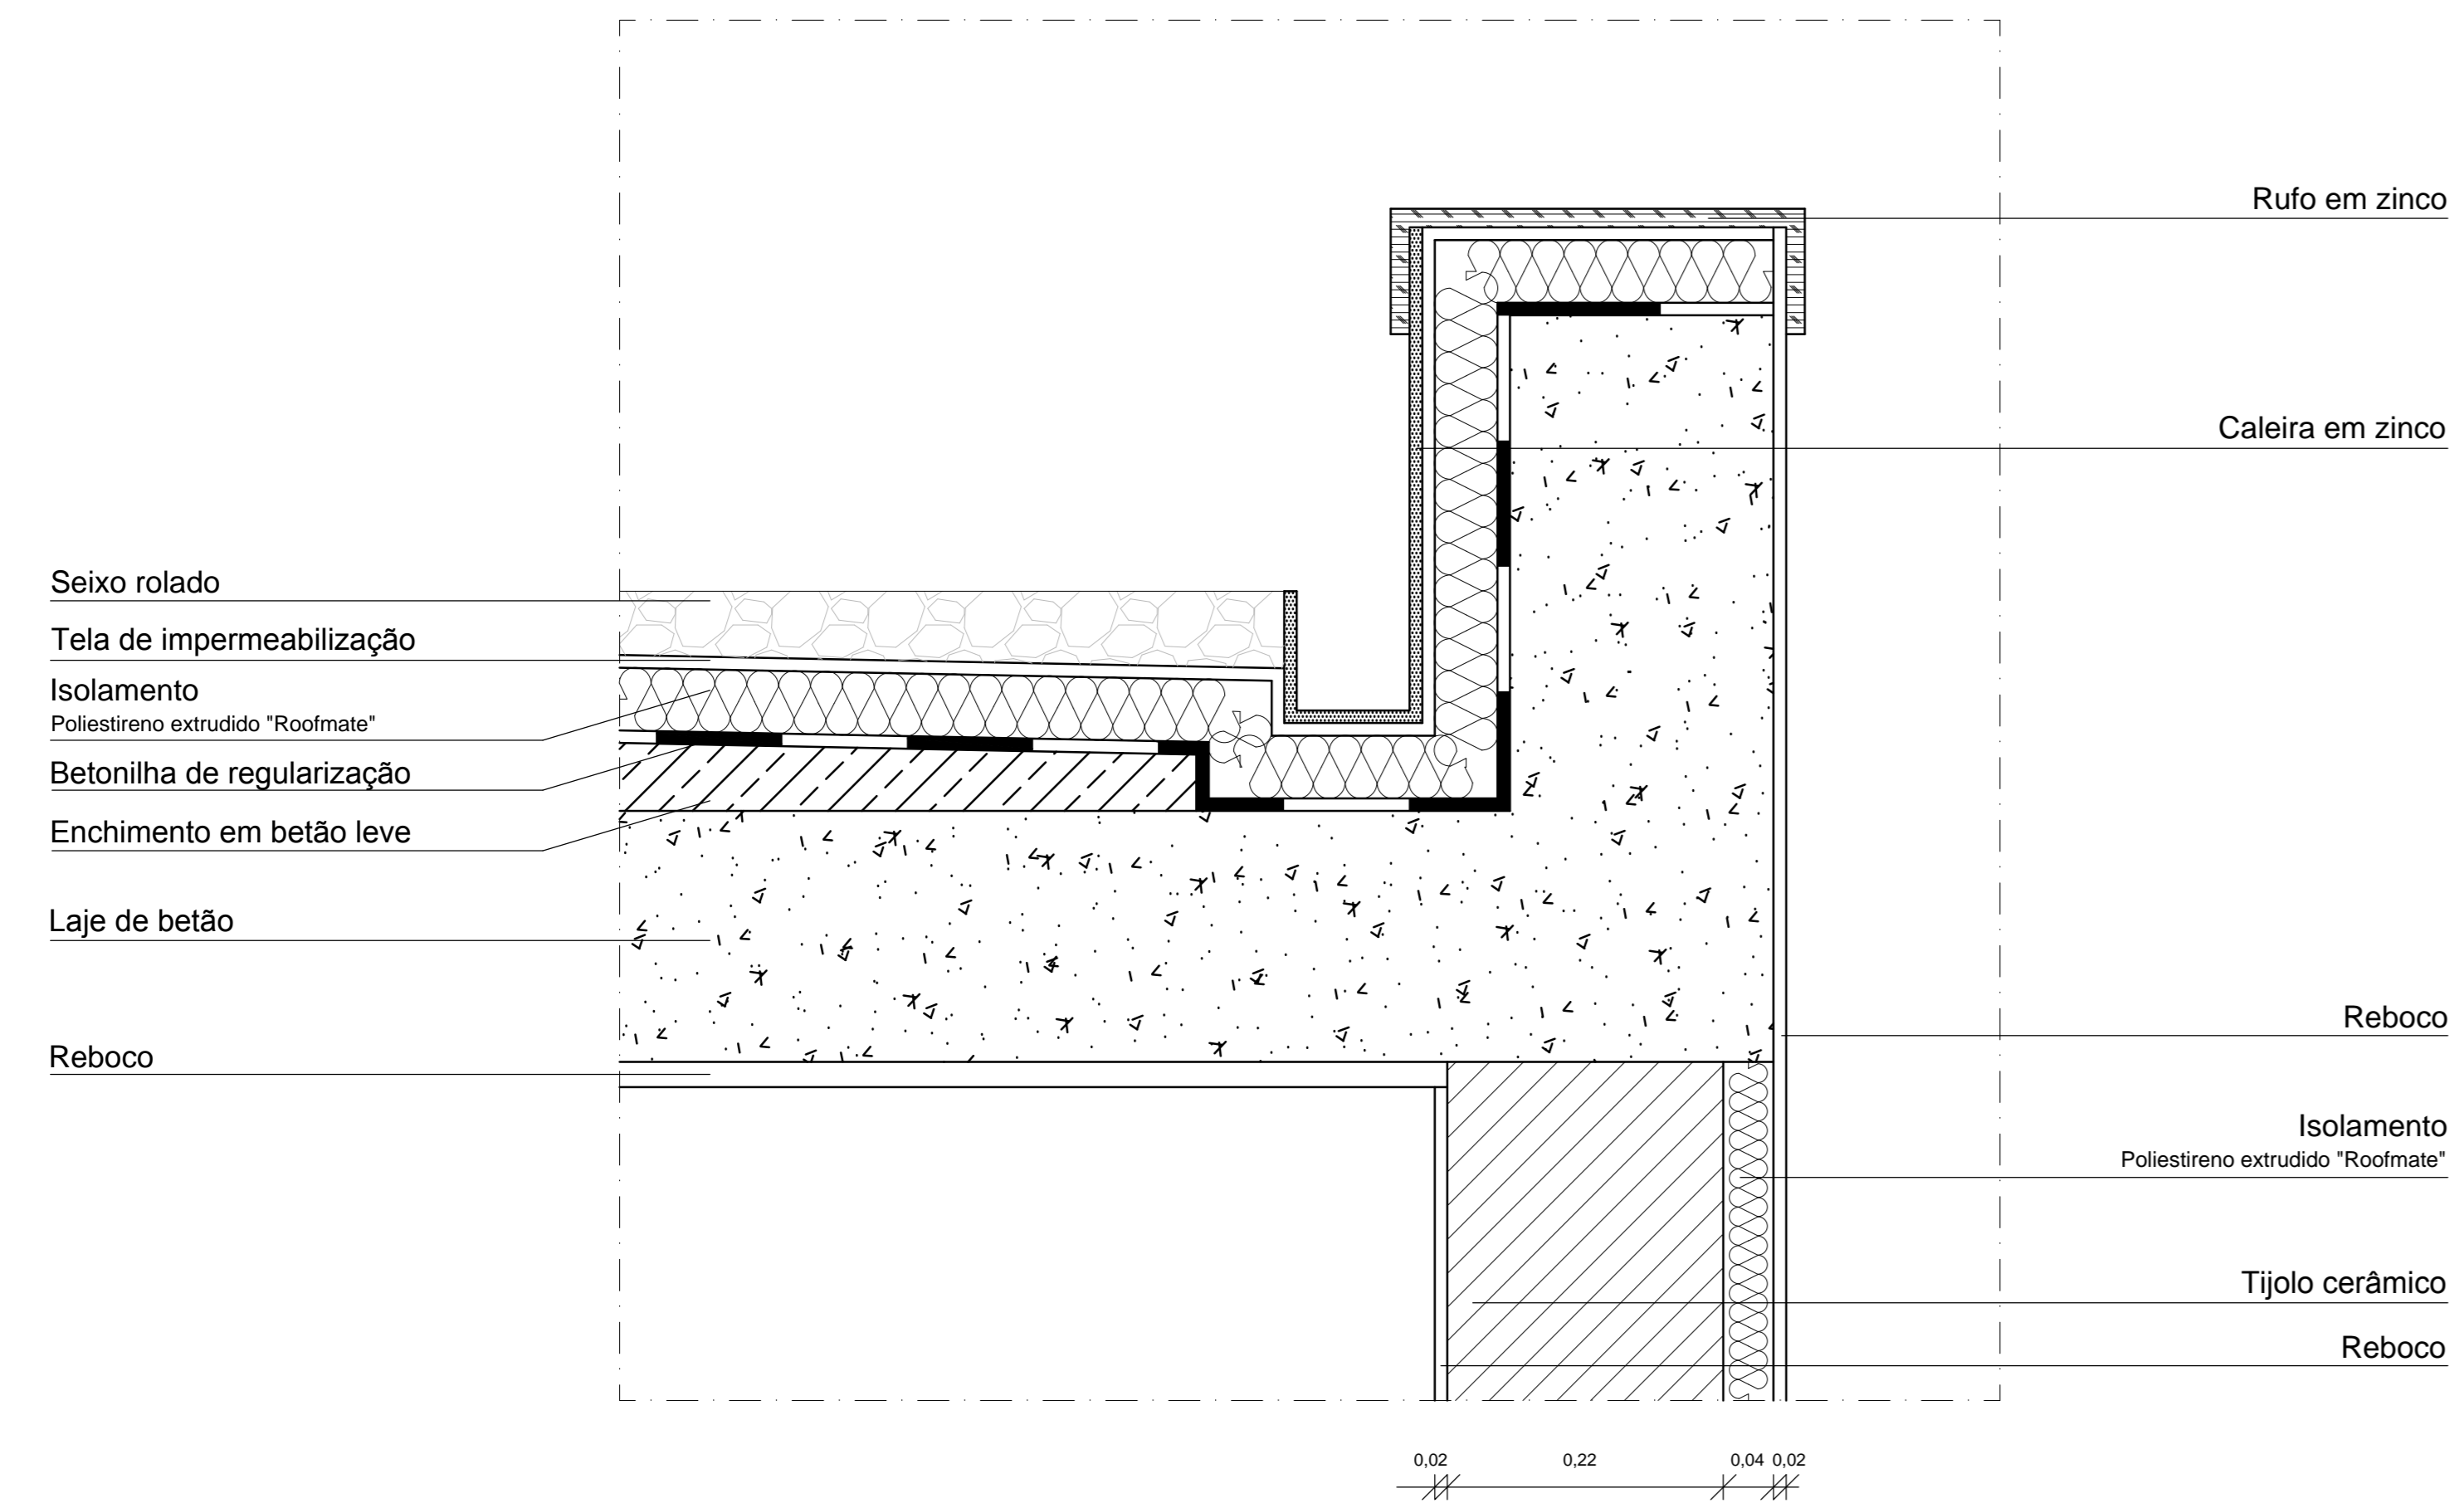 Rufo em zinco
Caleira em zinco
Seixo rolado
Tela de impermeabilização
Isolamento
Poliestireno extrudido "Roofmate"
Betonilha de regularização
Enchimento em betão leve
Laje de betão
Reboco
Reboco
Isolamento
Poliestireno extrudido "Roofmate"
Tijolo cerâmico
Reboco
0,02 0,22 0,04 0,02